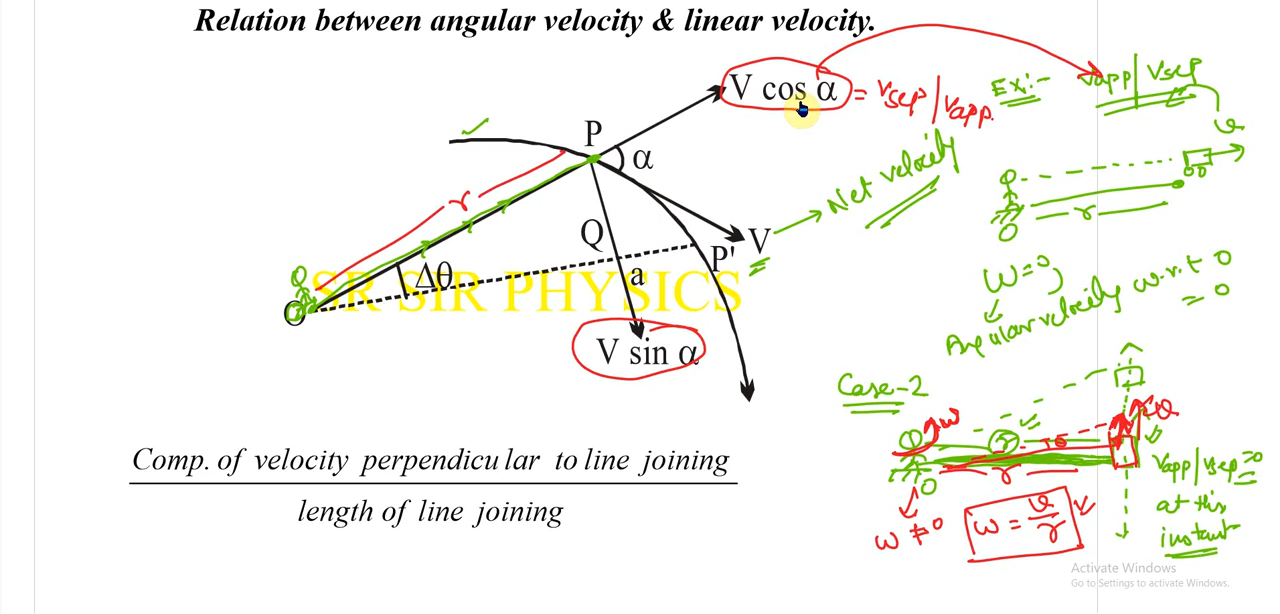 Relation between angular velocity & linear velocity.
V cos α = Vsep/Vapp.
Ex:- Vapp/Vsep
P
α
Net velocity
r
O
r
Q
V
P'
Δθ
a
SR SIR PHYSICS
O
ω=0
Angular velocity w.r.t O
= 0
V sin α
Case-2
ω
r
O
Vapp/Vsep=0
at this
instant
ω ≠ 0
ω = v/r
Comp. of velocity perpendicular to line joining
length of line joining
Activate Windows
Go to Settings to activate Windows.